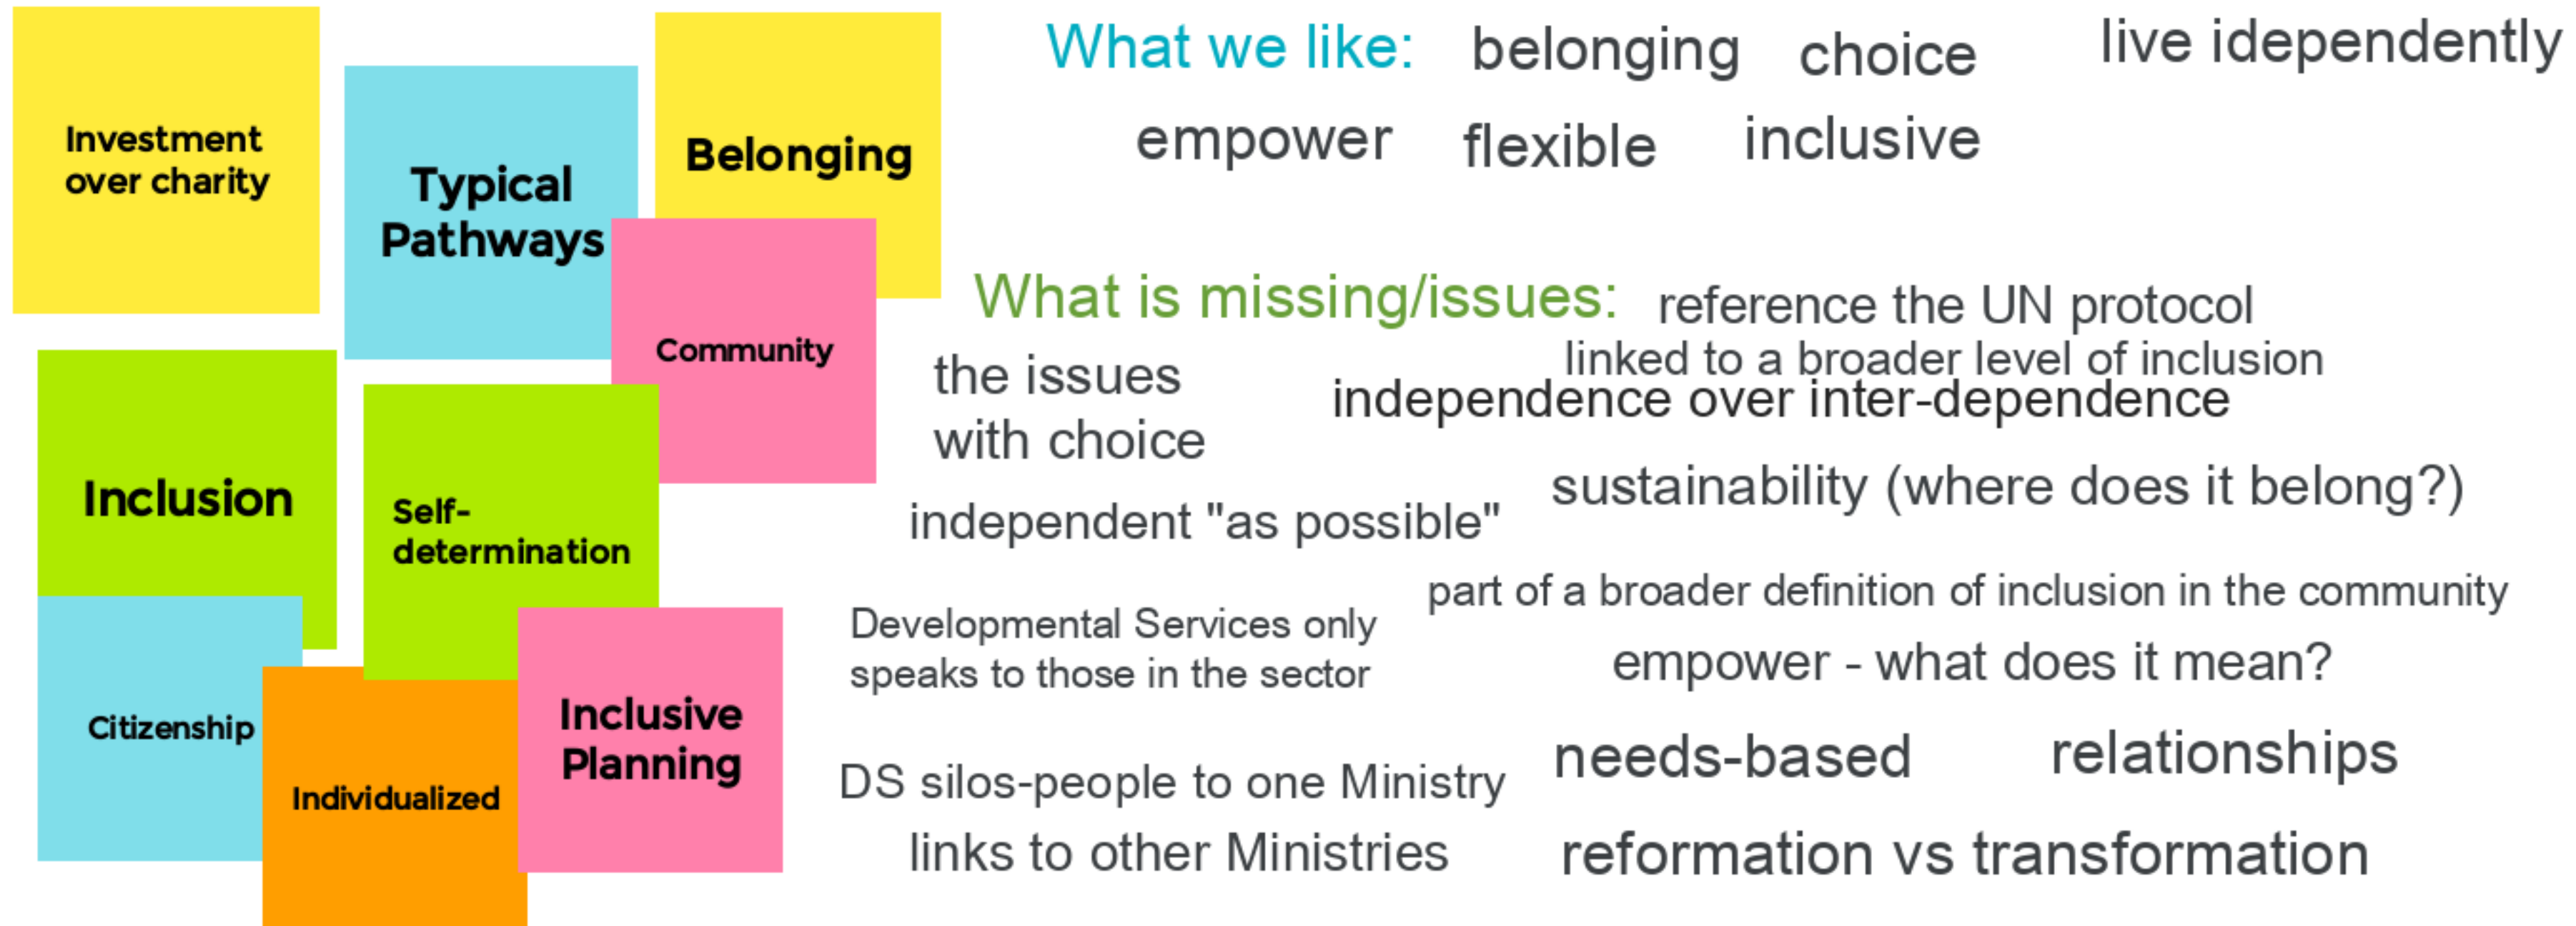 Investment
over charity
Typical
Pathways
Belonging
Community
Inclusion
Self-
determination
Citizenship
Individualized
Inclusive
Planning
What we like:
belonging
choice
live idependently
empower
flexible
inclusive
What is missing/issues:
reference the UN protocol
linked to a broader level of inclusion
the issues
with choice
independence over inter-dependence
sustainability (where does it belong?)
independent "as possible"
part of a broader definition of inclusion in the community
Developmental Services only
speaks to those in the sector
empower - what does it mean?
needs-based
relationships
DS silos-people to one Ministry
links to other Ministries
reformation vs transformation